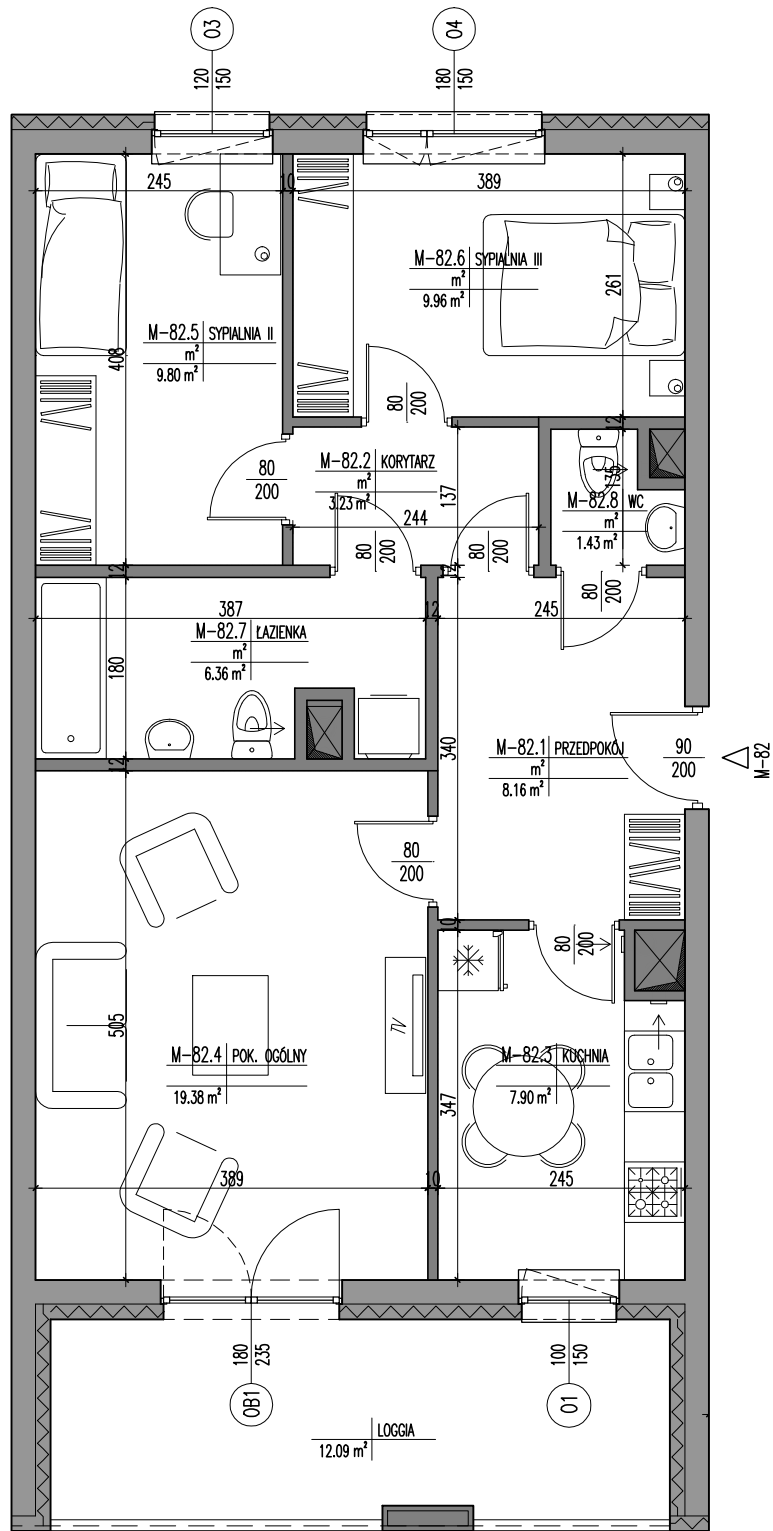 03
04
120
150
180
150
245
10
389
M-82.6 SYPIALNIA III
m²
9.96 m²
261
M-82.5 SYPIALNIA II
m²
9.80 m²
408
80
200
12
M-82.2 KORYTARZ
m²
3.23 m²
80
200
137
135
M-82.8 WC
m²
1.43 m²
244
80
200
80
200
80
200
12
12
387
12
245
M-82.7 ŁAZIENKA
m²
6.36 m²
180
340
M-82.1 PRZEDPOKÓJ
m²
8.16 m²
90
200
M-82
12
80
200
80
200
TV
505
M-82.4 POK. OGÓLNY
19.38 m²
M-82.3 KUCHNIA
7.90 m²
347
389
10
245
180
235
100
150
0B1
01
LOGGIA
12.09 m²